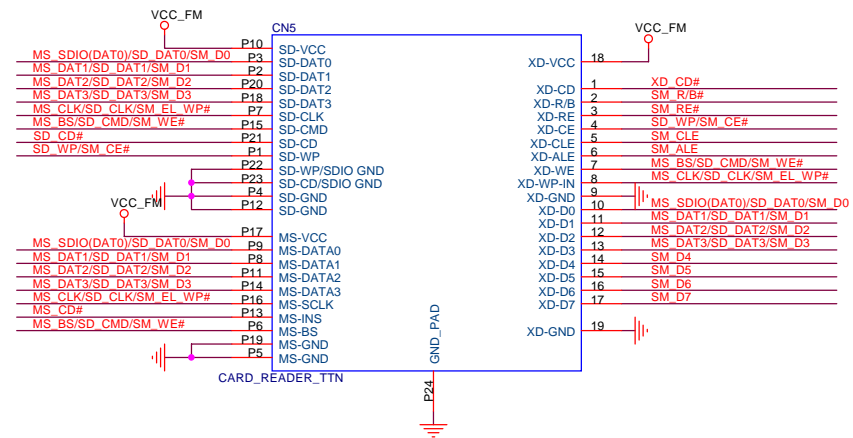 VCC_FM
CN5
VCC_FM
P10 SD-VCC
MS_SDIO(DAT0)/SD_DAT0/SM_D0 P3 SD-DAT0
MS_DAT1/SD_DAT1/SM_D1 P2 SD-DAT1
MS_DAT2/SD_DAT2/SM_D2 P20 SD-DAT2
MS_DAT3/SD_DAT3/SM_D3 P18 SD-DAT3
MS_CLK/SD_CLK/SM_EL_WP# P7 SD-CLK
MS_BS/SD_CMD/SM_WE# P15 SD-CMD
SD_CD# P21 SD-CD
SD_WP/SM_CE# P1 SD-WP
P22 SD-WP/SDIO GND
P23 SD-CD/SDIO GND
P4 SD-GND
P12 SD-GND
VCC_FM
P17 MS-VCC
MS_SDIO(DAT0)/SD_DAT0/SM_D0 P9 MS-DATA0
MS_DAT1/SD_DAT1/SM_D1 P8 MS-DATA1
MS_DAT2/SD_DAT2/SM_D2 P11 MS-DATA2
MS_DAT3/SD_DAT3/SM_D3 P14 MS-DATA3
MS_CLK/SD_CLK/SM_EL_WP# P16 MS-SCLK
MS_CD# P13 MS-INS
MS_BS/SD_CMD/SM_WE# P6 MS-BS
P19 MS-GND
P5 MS-GND
XD-VCC 18
XD-CD 1 XD_CD#
XD-R/B 2 SM_R/B#
XD-RE 3 SM_RE#
XD-CE 4 SD_WP/SM_CE#
XD-CLE 5 SM_CLE
XD-ALE 6 SM_ALE
XD-WE 7 MS_BS/SD_CMD/SM_WE#
XD-WP-IN 8 MS_CLK/SD_CLK/SM_EL_WP#
XD-GND 9
XD-D0 10 MS_SDIO(DAT0)/SD_DAT0/SM_D0
XD-D1 11 MS_DAT1/SD_DAT1/SM_D1
XD-D2 12 MS_DAT2/SD_DAT2/SM_D2
XD-D3 13 MS_DAT3/SD_DAT3/SM_D3
XD-D4 14 SM_D4
XD-D5 15 SM_D5
XD-D6 16 SM_D6
XD-D7 17 SM_D7
XD-GND 19
GND_PAD
P24
CARD_READER_TTN